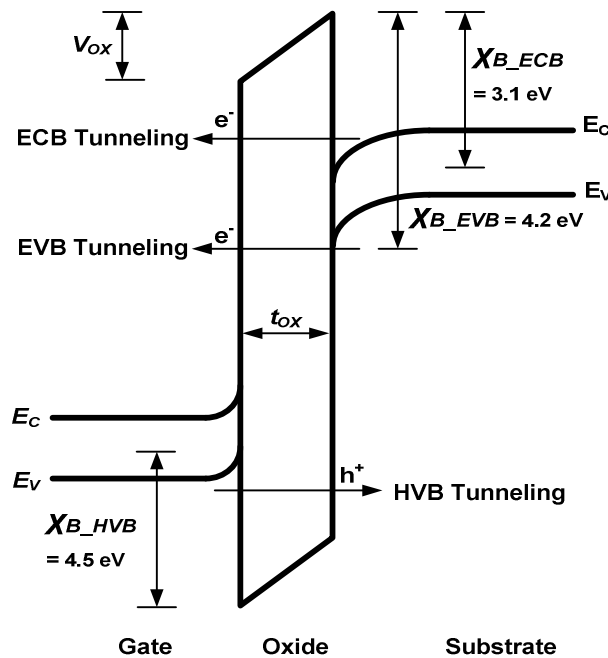 VOX
XB_ECB
= 3.1 eV
e-
ECB Tunneling
EC
EV
XB_EVB = 4.2 eV
e-
EVB Tunneling
tOX
EC
EV
h+
HVB Tunneling
XB_HVB
= 4.5 eV
Gate Oxide Substrate